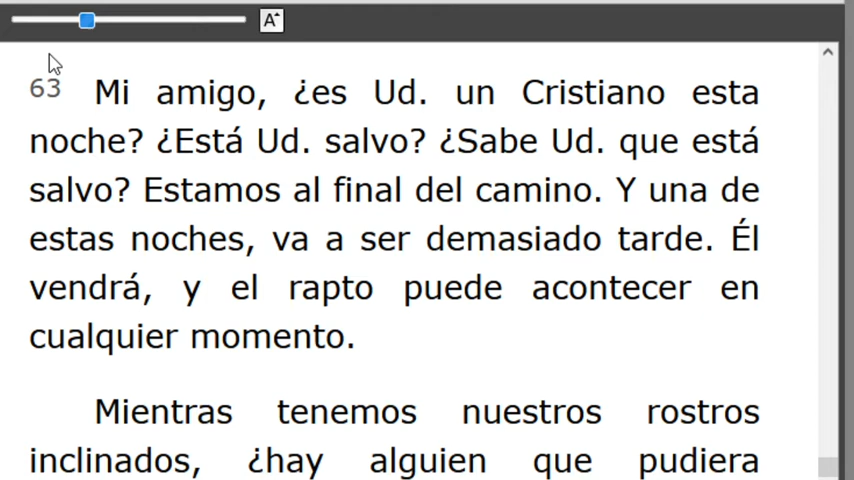 A
63 Mi amigo, ¿es Ud. un Cristiano esta
noche? ¿Está Ud. salvo? ¿Sabe Ud. que está
salvo? Estamos al final del camino. Y una de
estas noches, va a ser demasiado tarde. Él
vendrá, y el rapto puede acontecer en
cualquier momento.
Mientras tenemos nuestros rostros
inclinados, ¿hay alguien que pudiera